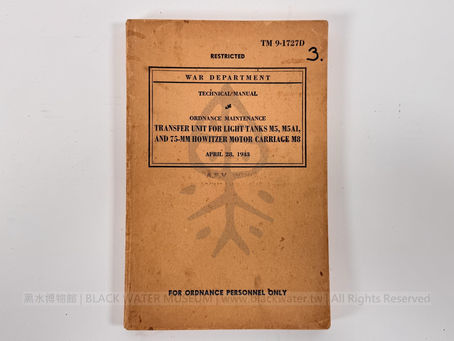 TM 9-1727D
3.
RESTRICTED
WAR DEPARTMENT
TECHNICAL MANUAL
ORDNANCE MAINTENANCE
TRANSFER UNIT FOR LIGHT TANKS M5, M5A1,
AND 75-MM HOWITZER MOTOR CARRIAGE M8
APRIL 28, 1943
FOR ORDNANCE PERSONNEL ONLY
黑水博物館 | BLACK WATER MUSEUM | www.blackwater.tw | All Rights Reserved